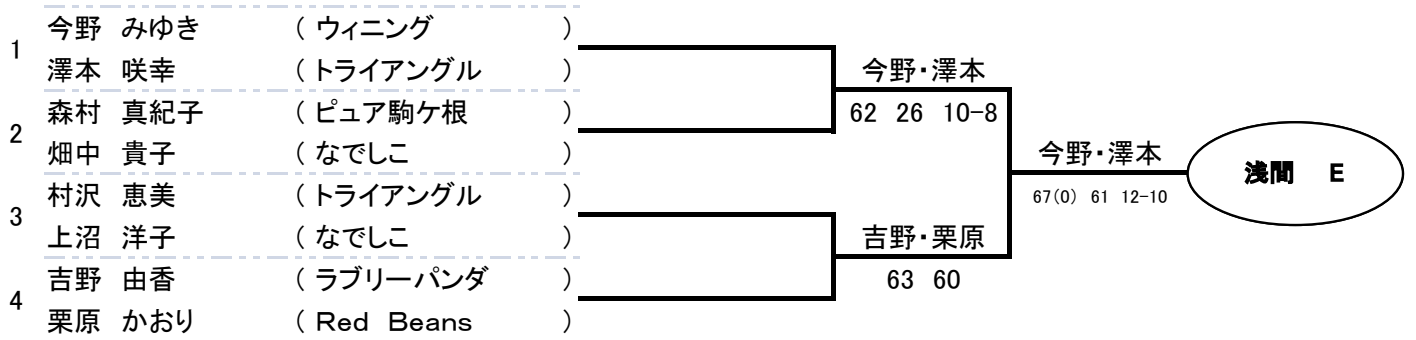 1
今野 みゆき ( ウィニング )
澤本 咲幸 ( トライアングル )
2
森村 真紀子 ( ピュア駒ケ根 )
畑中 貴子 ( なでしこ )
3
村沢 恵美 ( トライアングル )
上沼 洋子 ( なでしこ )
4
吉野 由香 ( ラブリーパンダ )
栗原 かおり ( Red Beans )
今野・澤本
62 26 10-8
吉野・栗原
63 60
今野・澤本
67(0) 61 12-10
浅間 E